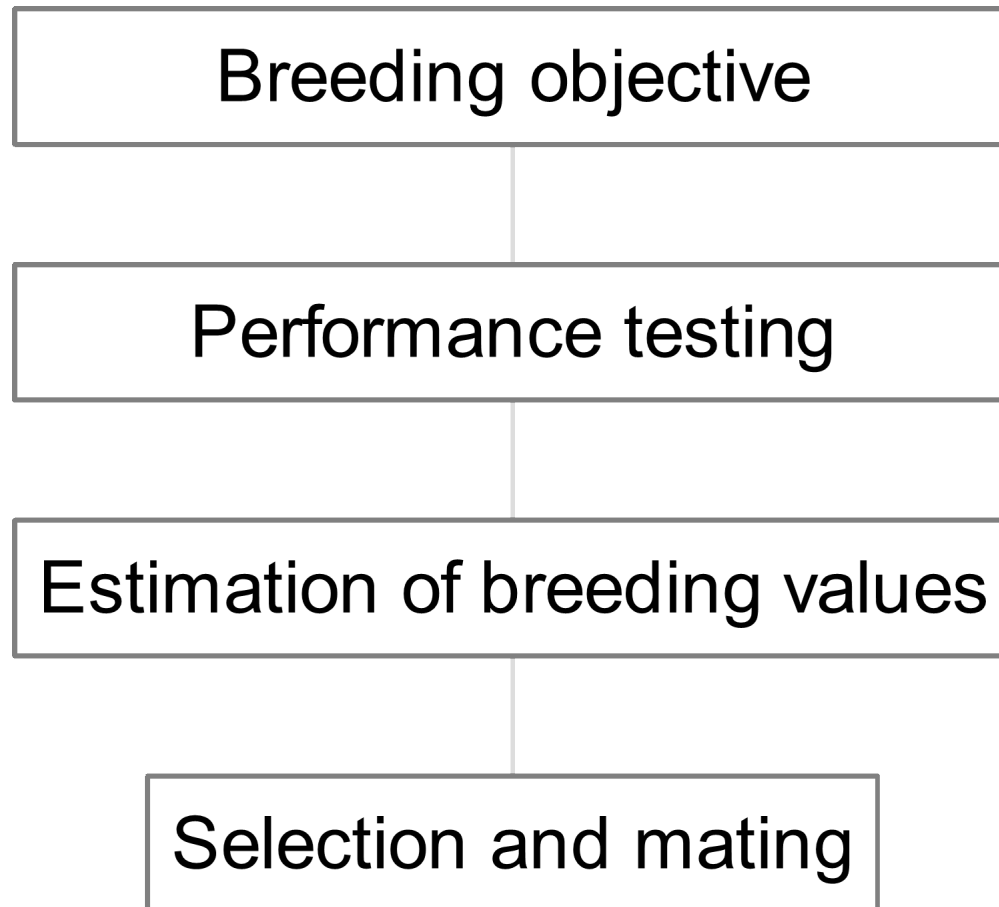 Breeding objective
Performance testing
Estimation of breeding values
Selection and mating